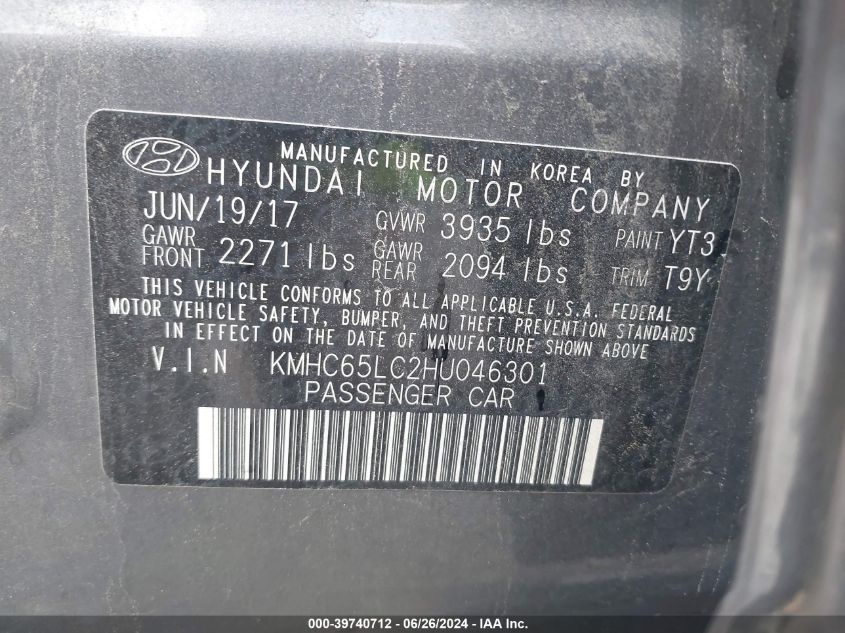 MANUFACTURED IN KOREA BY
HYUNDAI MOTOR COMPANY
JUN/19/17 GVWR 3935 lbs PAINT YT3
GAWR FRONT 2271 lbs GAWR REAR 2094 lbs TRIM T9Y
THIS VEHICLE CONFORMS TO ALL APPLICABLE U.S.A. FEDERAL
MOTOR VEHICLE SAFETY, BUMPER, AND THEFT PREVENTION STANDARDS
IN EFFECT ON THE DATE OF MANUFACTURE SHOWN ABOVE
V.I.N KMHC65LC2HU046301
PASSENGER CAR
000-39740712 - 06/26/2024 - IAAI.com